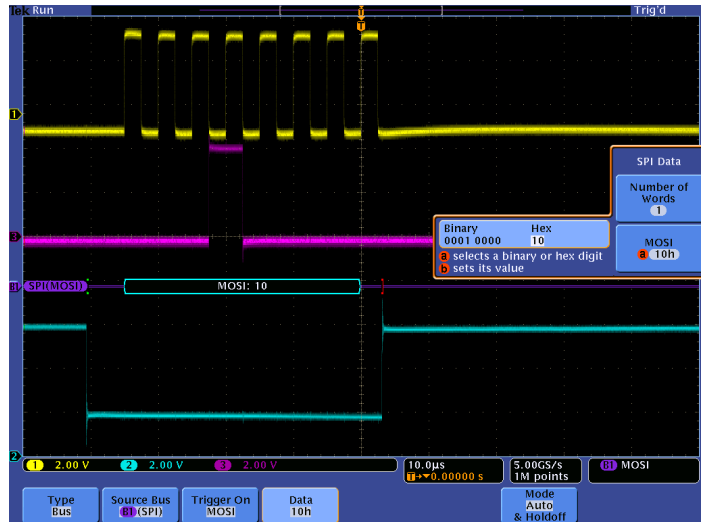 Tek Run Trig'd
T
T
1
SPI Data
Number of
Words
1
Binary Hex
0001 0000 10
a selects a binary or hex digit
b sets its value
MOSI
a 10h
3
B1 SPI(MOSI) MOSI: 10
2
1 2.00 V 2 2.00 V 3 2.00 V 10.0µs 5.00GS/s B1 MOSI
T→▼0.00000 s 1M points
Type Source Bus Trigger On Data Mode
Bus B1 (SPI) MOSI 10h Auto
& Holdoff